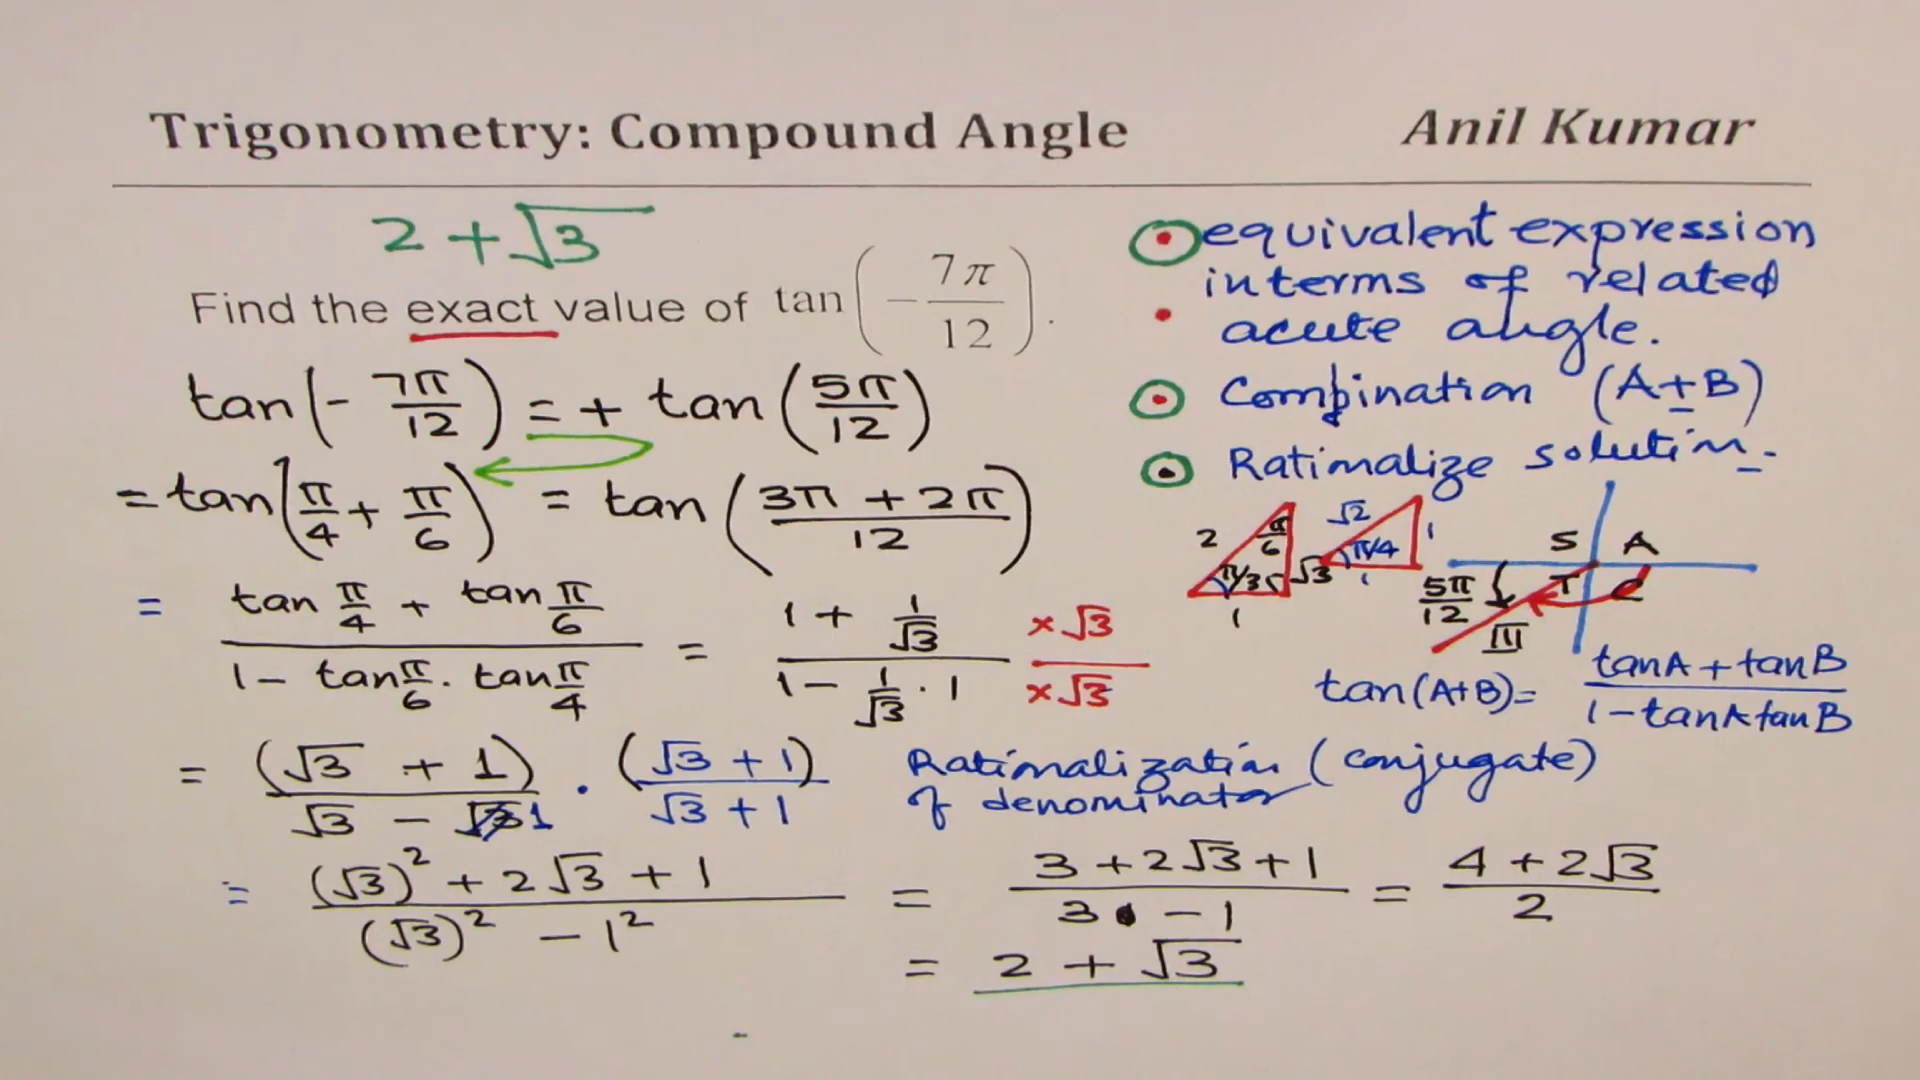 Trigonometry: Compound Angle Anil Kumar
2 + √3
Find the exact value of tan(− 7π/12).
tan(− 7π/12) = + tan(5π/12)
= tan(π/4 + π/6) = tan((3π + 2π)/12)
= (tan π/4 + tan π/6)/(1 − tan π/6 · tan π/4) = (1 + 1/√3)/(1 − 1/√3 · 1) ×√3/×√3
= (√3 + 1)/(√3 − 1) · (√3 + 1)/(√3 + 1) Rationalization (conjugate)
of denominator
= ((√3)² + 2√3 + 1)/((√3)² − 1²) = (3 + 2√3 + 1)/(3 − 1) = (4 + 2√3)/2
= 2 + √3
equivalent expression
interms of related
acute angle.
Combination (A±B)
Rationalize solution.
2 π/6 π/3 √3 1
√2 π/4 1 1
S A
T C
5π/12 III
tan(A+B) = (tanA + tanB)/(1 − tanA tanB)